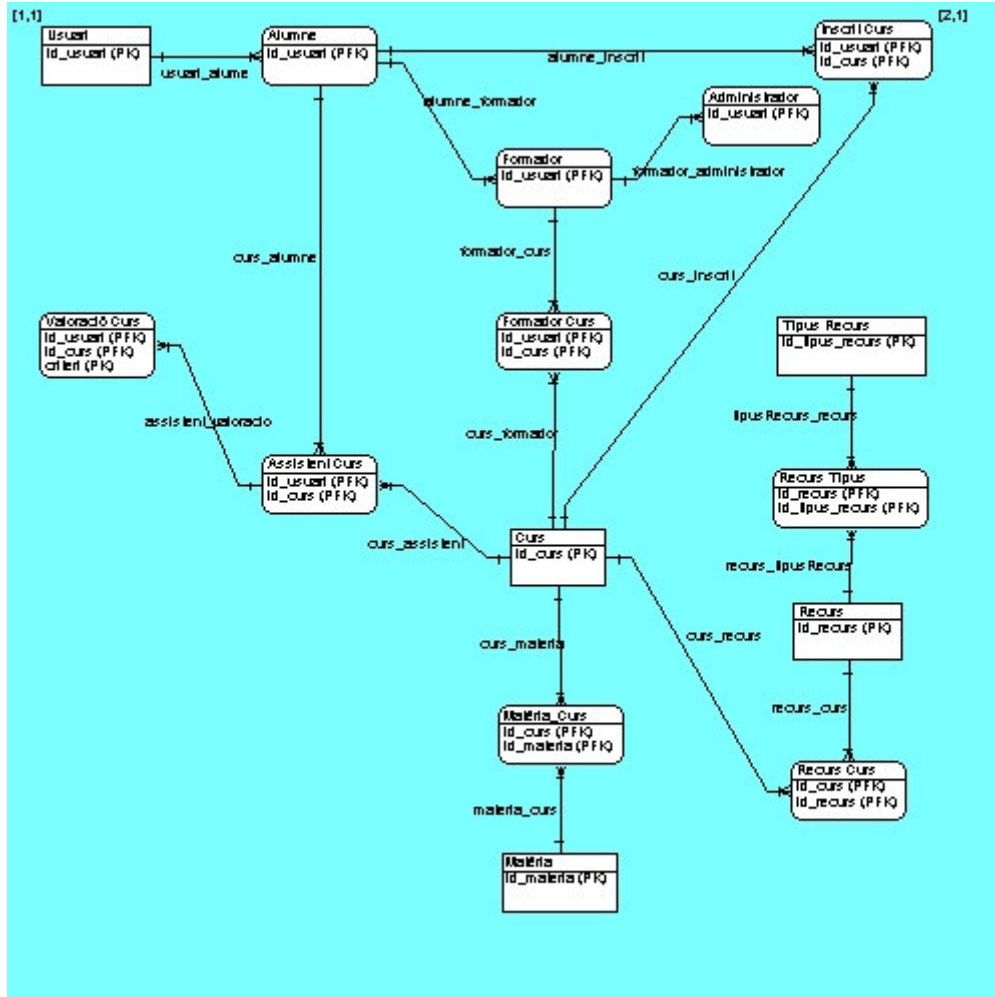 [1,1]
[2,1]
Usuari
id_usuari (PK)
usuari_alume
Alumne
id_usuari (PFK)
alumne_inscrit
Inscrit Curs
id_usuari (PFK)
id_curs (PFK)
alumne_formador
Administrador
id_usuari (PFK)
Formador
id_usuari (PFK)
formador_administrador
curs_alumne
formador_curs
curs_inscrit
Valoració Curs
id_usuari (PFK)
id_curs (PFK)
criteri (PK)
Formador Curs
id_usuari (PFK)
id_curs (PFK)
Tipus Recurs
id_tipus_recurs (PK)
assistent_valoracio
curs_formador
tipusRecurs_recurs
Assistent Curs
id_usuari (PFK)
id_curs (PFK)
Recurs Tipus
id_recurs (PFK)
id_tipus_recurs (PFK)
curs_assistent
Curs
id_curs (PK)
recurs_tipusRecurs
Recurs
id_recurs (PK)
curs_materia
curs_recurs
recurs_curs
Matèria_Curs
id_curs (PFK)
id_materia (PFK)
Recurs Curs
id_curs (PFK)
id_recurs (PFK)
materia_curs
Matèria
id_materia (PK)